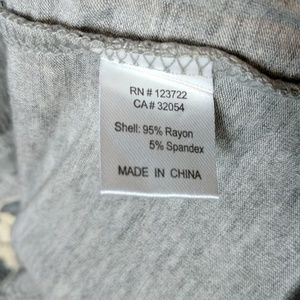 RN # 123722
CA # 32054
Shell: 95% Rayon
5% Spandex
MADE IN CHINA